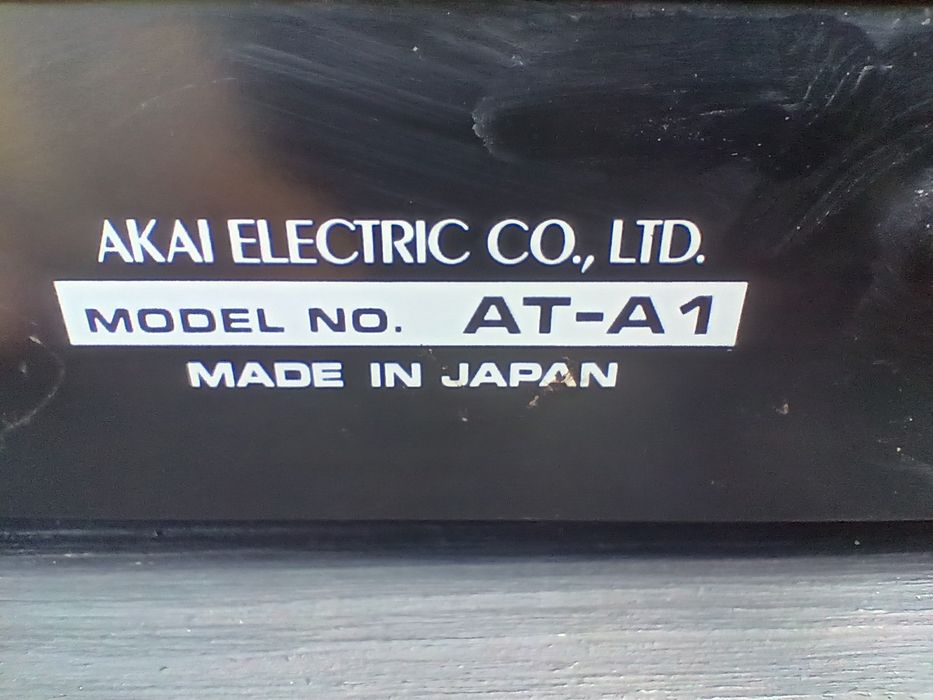 AKAI ELECTRIC CO., LTD.
MODEL NO. AT-A1
MADE IN JAPAN